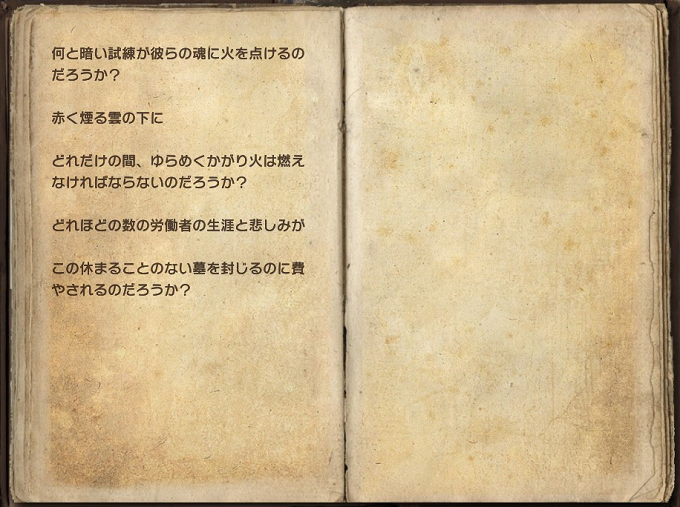 何と暗い試練が彼らの魂に火を点けるの
だろうか?
赤く煙る雲の下に
どれだけの間、ゆらめくかがり火は燃え
なければならないのだろうか?
どれほどの数の労働者の生涯と悲しみが
この休まることのない墓を封じるのに費
やされるのだろうか?